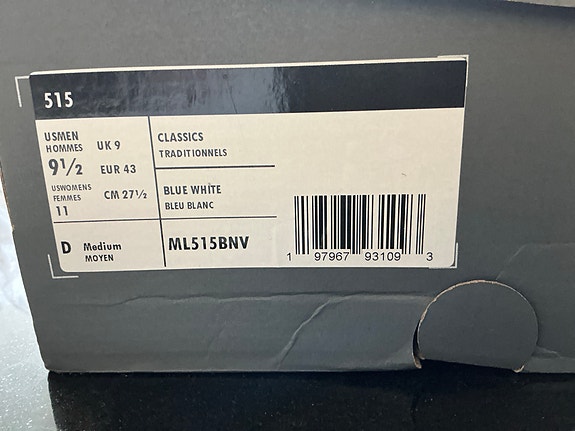 515
USMEN
HOMMES
9½
USWOMENS
FEMMES
11
UK 9
EUR 43
CM 27½
CLASSICS
TRADITIONNELS
BLUE WHITE
BLEU BLANC
D Medium
MOYEN
ML515BNV
1 97967 93109 3